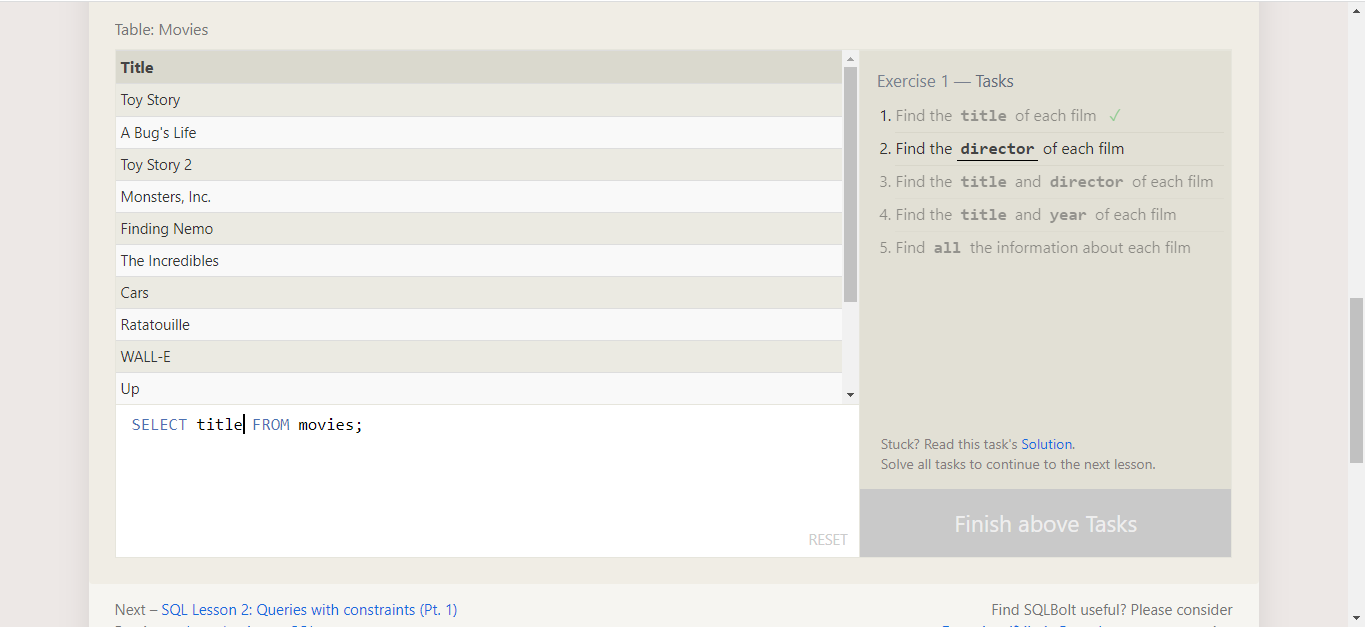 Table: Movies
Title
Toy Story
A Bug's Life
Toy Story 2
Monsters, Inc.
Finding Nemo
The Incredibles
Cars
Ratatouille
WALL-E
Up
SELECT title FROM movies;
RESET
Exercise 1 — Tasks
1. Find the title of each film ✓
2. Find the director of each film
3. Find the title and director of each film
4. Find the title and year of each film
5. Find all the information about each film
Stuck? Read this task's Solution.
Solve all tasks to continue to the next lesson.
Finish above Tasks
Next – SQL Lesson 2: Queries with constraints (Pt. 1)
Find SQLBolt useful? Please consider